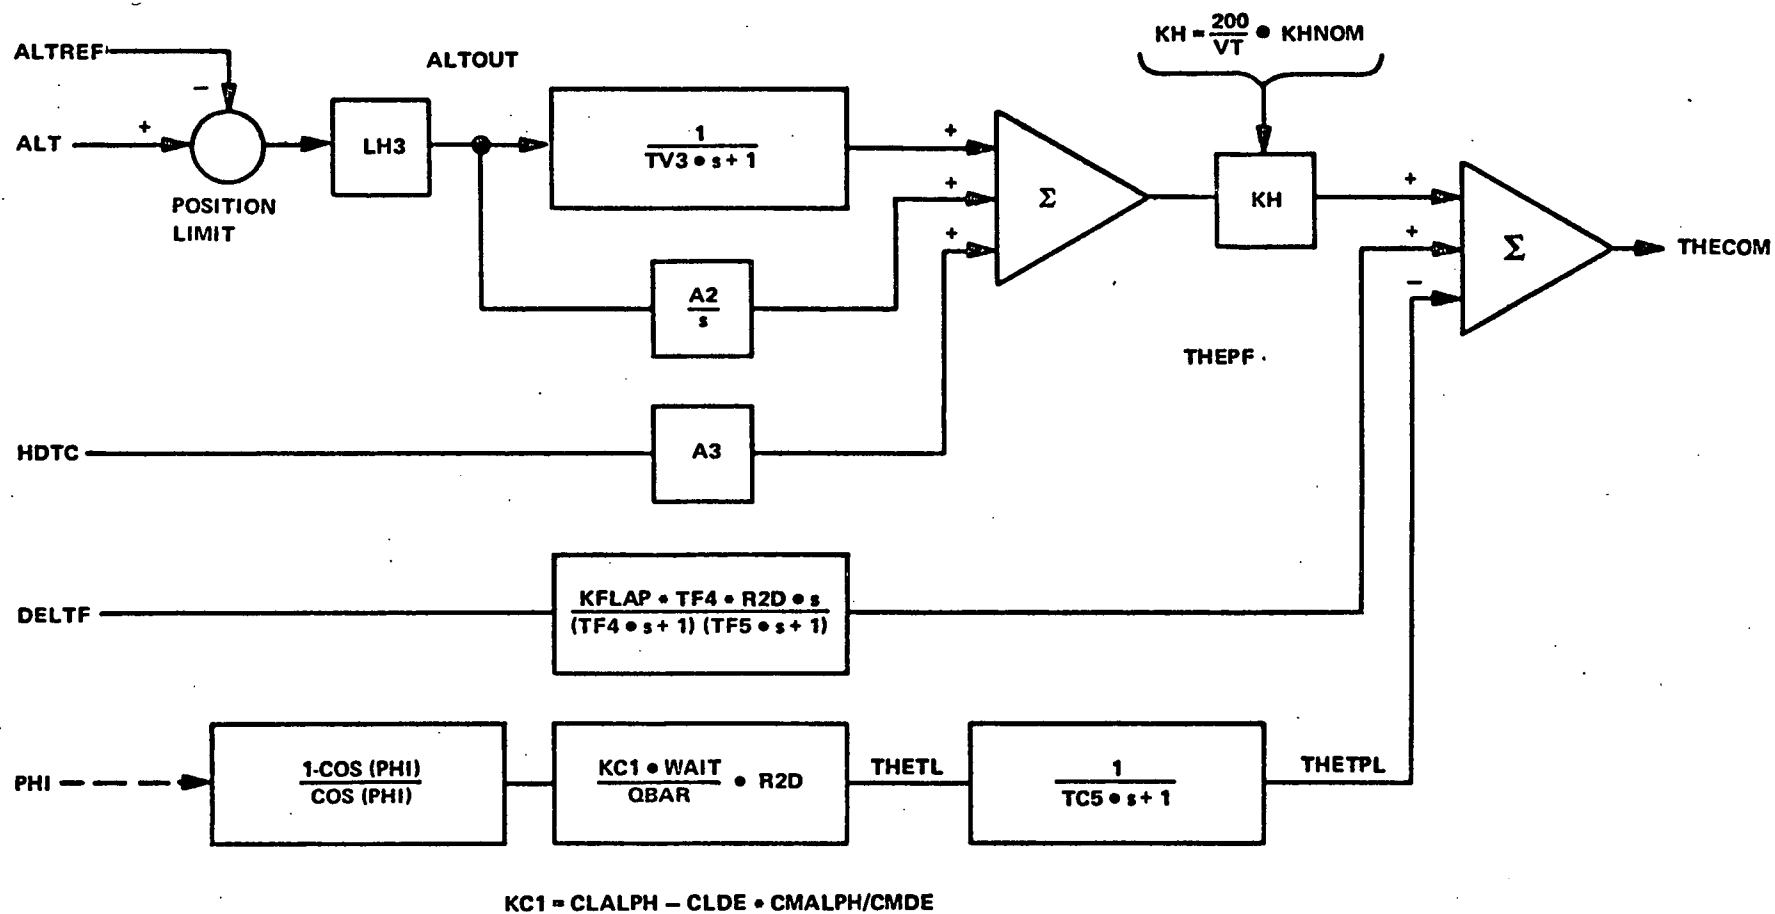 ALTREF
ALTOUT
KH = 200/VT • KHNOM
−
ALT
+
LH3
1
TV3 • s + 1
+
POSITION
LIMIT
+
+
Σ
KH
+
+
−
Σ
THECOM
A2
s
THEPF
HDTC
A3
DELTF
KFLAP • TF4 • R2D • s
(TF4 • s + 1) (TF5 • s + 1)
PHI
1-COS (PHI)
COS (PHI)
KC1 • WAIT
QBAR
• R2D
THETL
1
TC5 • s + 1
THETPL
KC1 = CLALPH – CLDE • CMALPH/CMDE